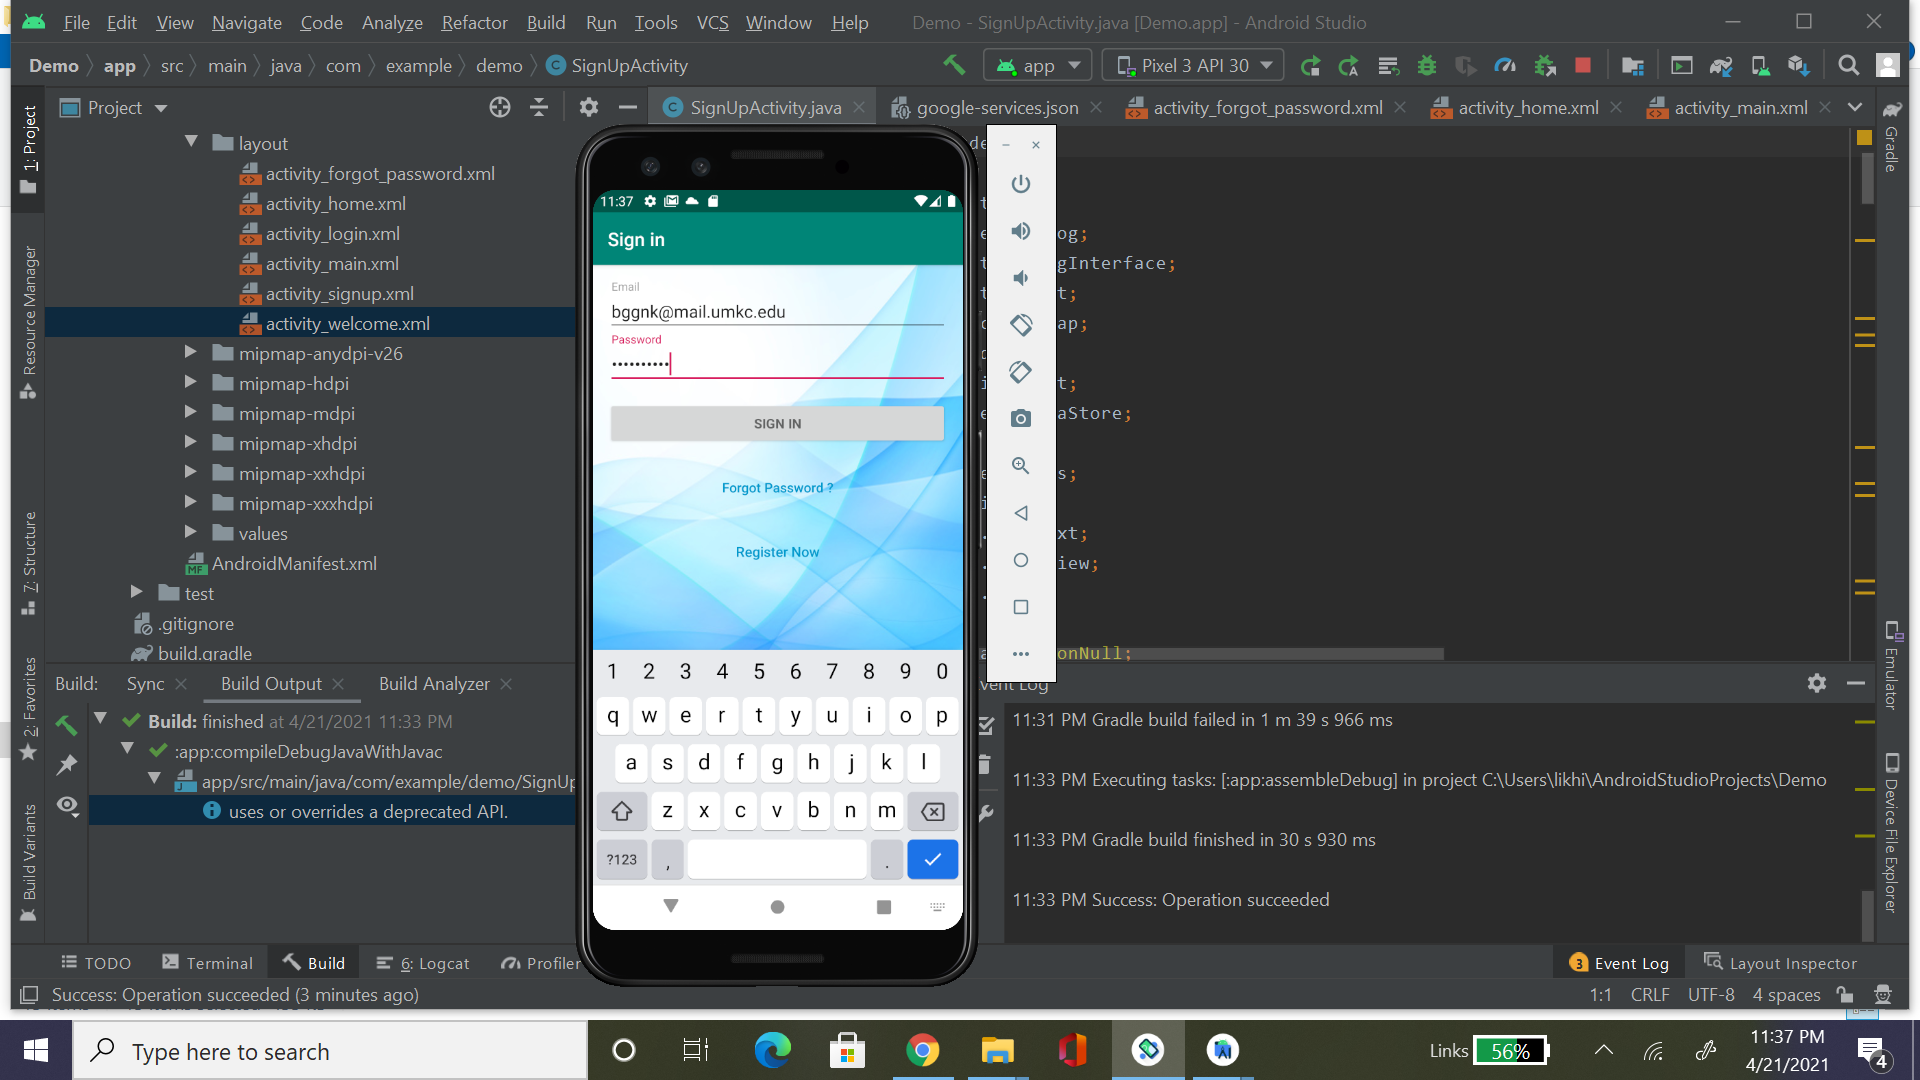 File Edit View Navigate Code Analyze Refactor Build Run Tools VCS Window Help Demo - SignUpActivity.java [Demo.app] - Android Studio
Demo app src main java com example demo SignUpActivity app Pixel 3 API 30
Project SignUpActivity.java google-services.json activity_forgot_password.xml activity_home.xml activity_main.xml
1: Project
Resource Manager
7: Structure
2: Favorites
Build Variants
layout
activity_forgot_password.xml
activity_home.xml
activity_login.xml
activity_main.xml
activity_signup.xml
activity_welcome.xml
mipmap-anydpi-v26
mipmap-hdpi
mipmap-mdpi
mipmap-xhdpi
mipmap-xxhdpi
mipmap-xxxhdpi
values
AndroidManifest.xml
test
.gitignore
build.gradle
11:37
Sign in
Email
bggnk@mail.umkc.edu
Password
••••••••••
SIGN IN
Forgot Password ?
Register Now
1 2 3 4 5 6 7 8 9 0
q w e r t y u i o p
a s d f g h j k l
z x c v b n m
?123 , .
og;
gInterface;
t;
ap;
t;
aStore;
s;
xt;
iew;
onNull;
Gradle
Emulator
Device File Explorer
Build: Sync Build Output Build Analyzer
Build: finished at 4/21/2021 11:33 PM
:app:compileDebugJavaWithJavac
app/src/main/java/com/example/demo/SignUp
uses or overrides a deprecated API.
vent Log
11:31 PM Gradle build failed in 1 m 39 s 966 ms
11:33 PM Executing tasks: [:app:assembleDebug] in project C:\Users\likhi\AndroidStudioProjects\Demo
11:33 PM Gradle build finished in 30 s 930 ms
11:33 PM Success: Operation succeeded
TODO Terminal Build 6: Logcat Profiler 3 Event Log Layout Inspector
Success: Operation succeeded (3 minutes ago) 1:1 CRLF UTF-8 4 spaces
Type here to search
Links 56%
11:37 PM
4/21/2021
4